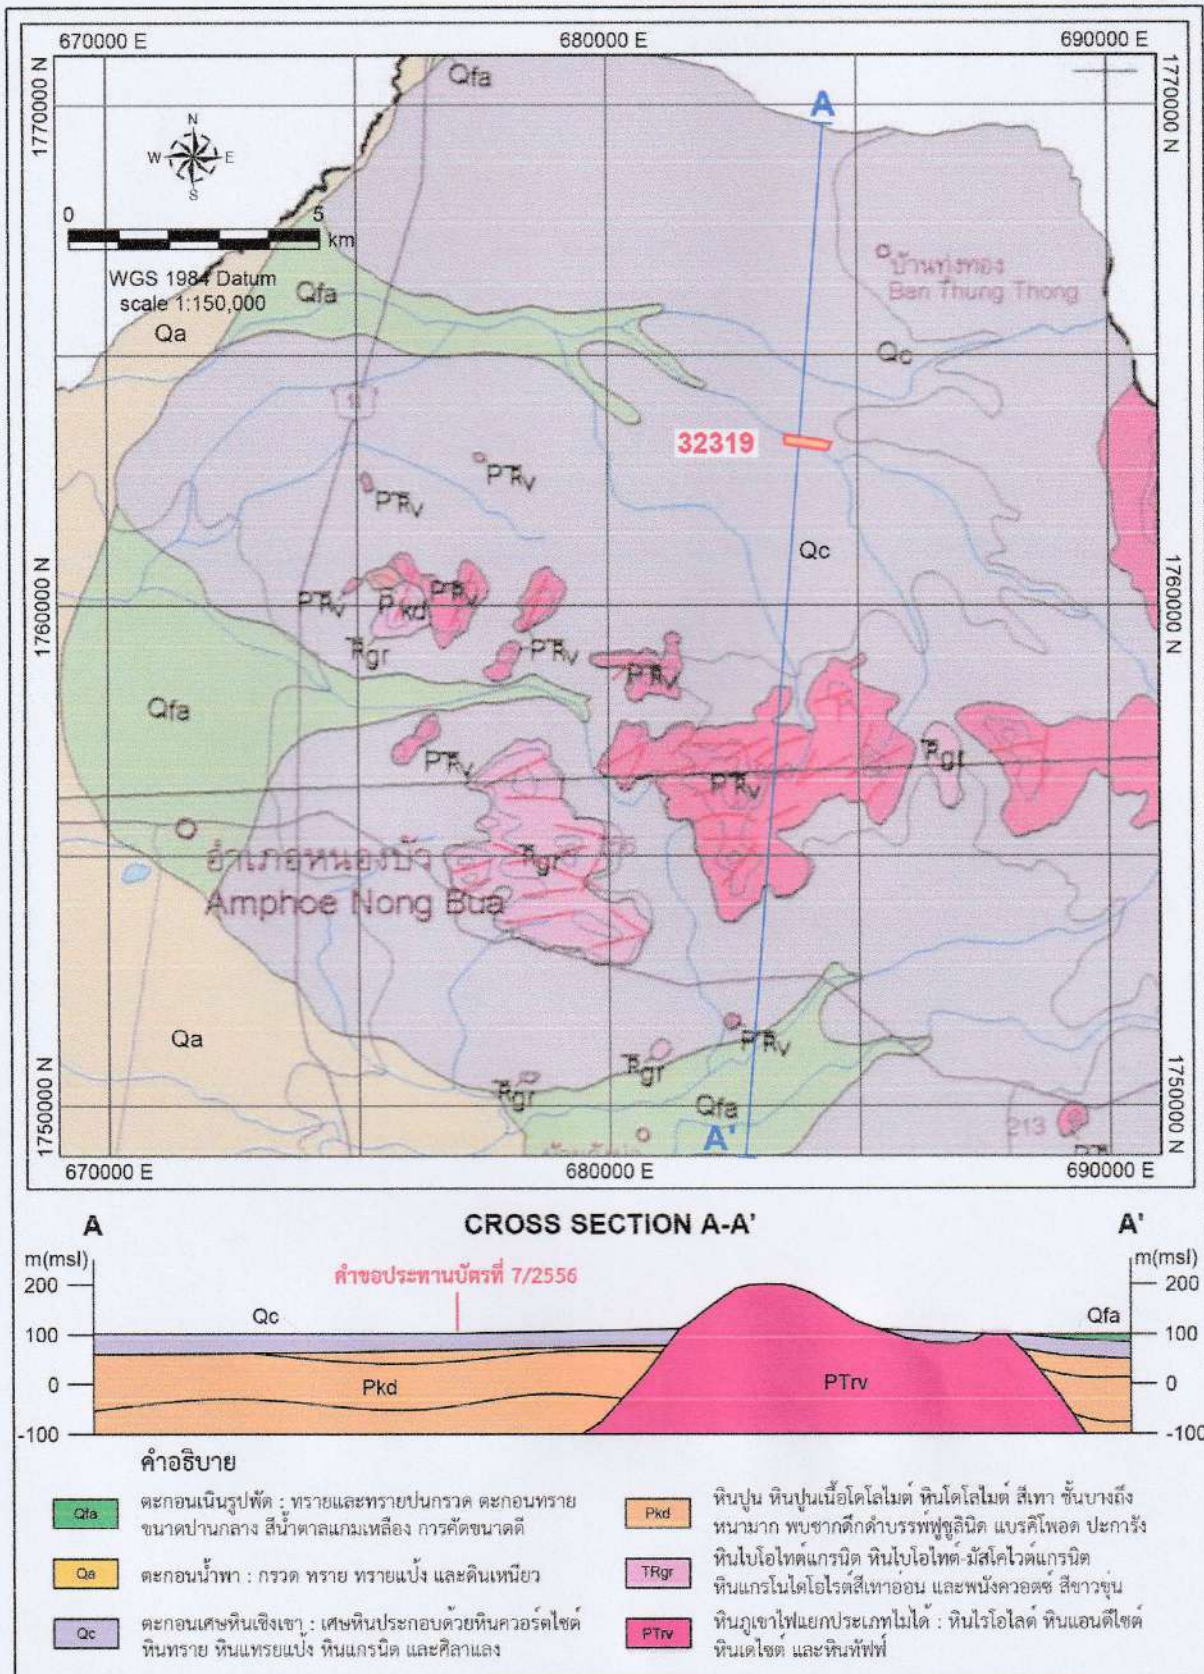 670000 E
680000 E
690000 E
1770000 N
1770000 N
Qfa
A
N
W
E
S
0
5
km
WGS 1984 Datum
scale 1:150,000
Qfa
Qa
บ้านทุ่งทอง
Ban Thung Thong
Qc
32319
PTRv
PTRv
Qc
1760000 N
1760000 N
PTRv
Pkd
PTRv
TRgr
PTRv
PTRv
Qfa
PTRv
PTRv
TRgr
อำเภอหนองบัว
Amphoe Nong Bua
TRgr
Qa
PTRv
TRgr
TRgr
Qfa
213
1750000 N
1750000 N
A'
670000 E
680000 E
690000 E
A
CROSS SECTION A-A'
A'
m(msl)
m(msl)
คำขอประทานบัตรที่ 7/2556
200
200
Qc
Qfa
100
100
0
Pkd
PTrv
0
-100
-100
คำอธิบาย
Qfa
ตะกอนเนินรูปพัด : ทรายและทรายปนกรวด ตะกอนทราย
ขนาดปานกลาง สีน้ำตาลแกมเหลือง การคัดขนาดดี
Qa
ตะกอนน้ำพา : กรวด ทราย ทรายแป้ง และดินเหนียว
Qc
ตะกอนเศษหินเชิงเขา : เศษหินประกอบด้วยหินควอร์ตไซต์
หินทราย หินแทรยแป้ง หินแกรนิต และศิลาแลง
Pkd
หินปูน หินปูนเนื้อโดโลไมต์ หินโดโลไมต์ สีเทา ชั้นบางถึง
หนามาก พบซากดึกดำบรรพ์ฟูซูลินิด แบรคิโพอด ปะการัง
TRgr
หินไบโอไทต์แกรนิต หินไบโอไทต์-มัสโคไวต์แกรนิต
หินแกรโนไดโอไรต์สีเทาอ่อน และพนังควอตซ์ สีขาวขุ่น
PTrv
หินภูเขาไฟแยกประเภทไม่ได้ : หินไรโอไลต์ หินแอนดีไซต์
หินเดไซต์ และหินทัฟฟ์